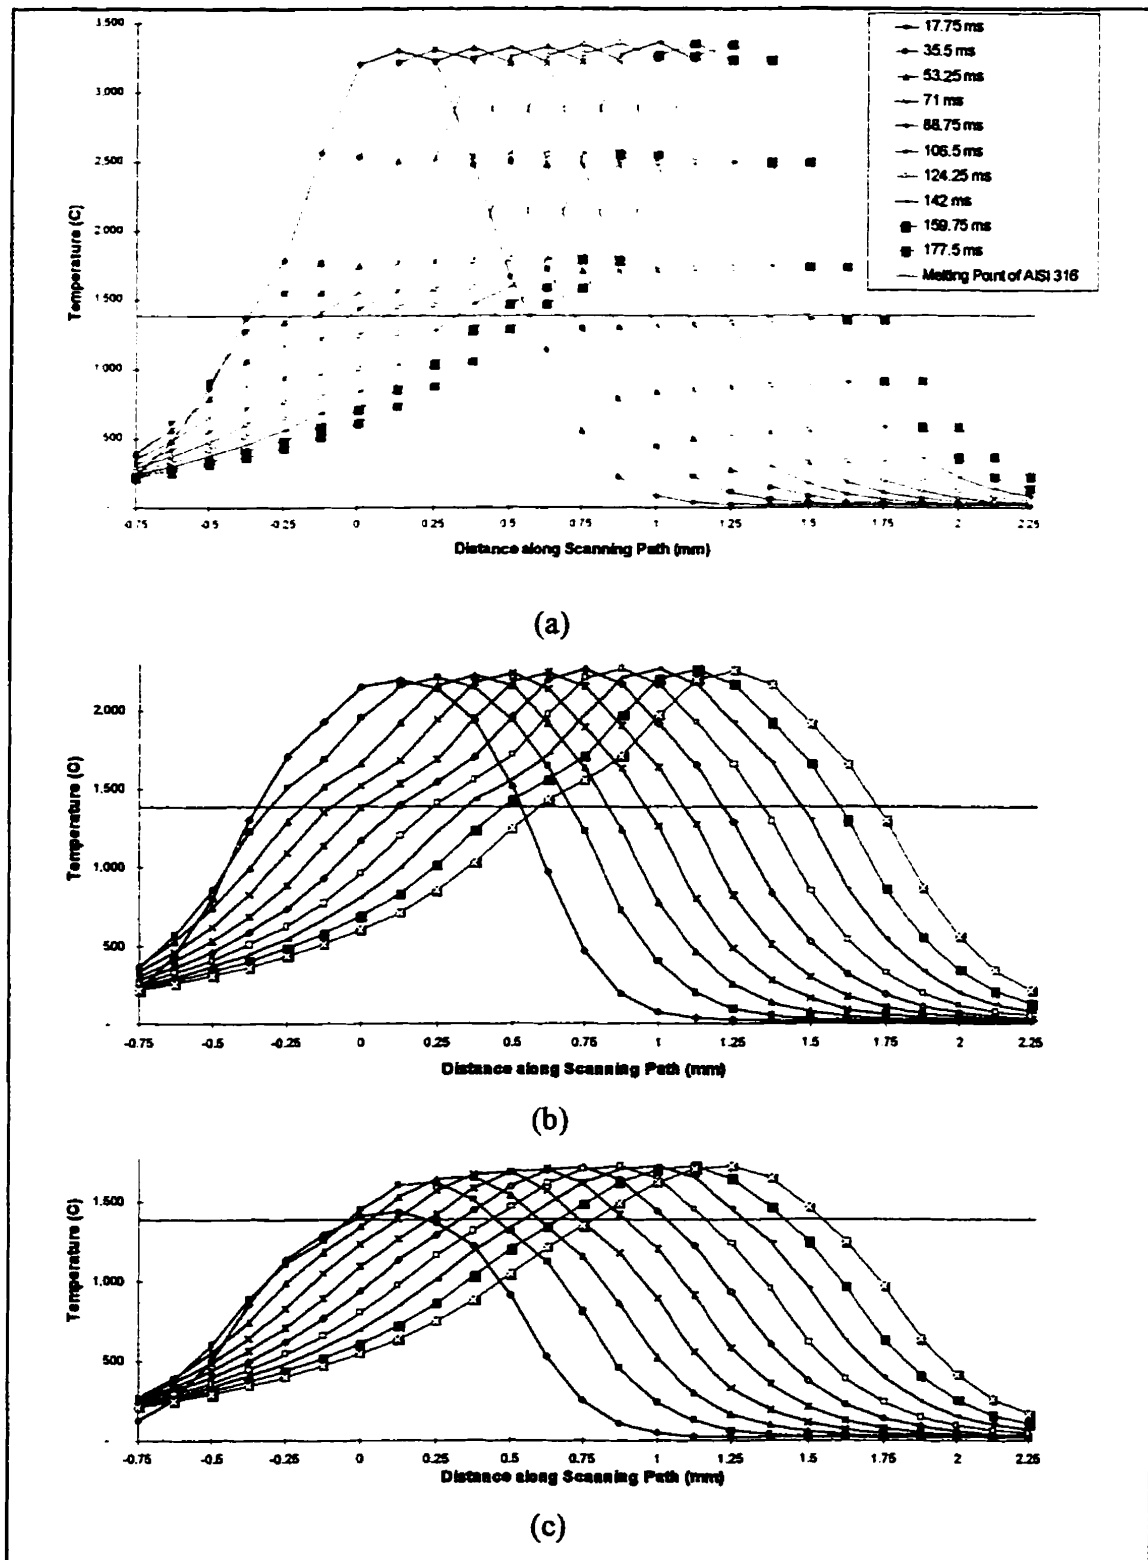 3.500
3.000
2.500
2.000
1.500
1.000
500
-
Temperature (C)
-0.75 -0.5 -0.25 0 0.25 0.5 0.75 1 1.25 1.5 1.75 2 2.25
Distance along Scanning Path (mm)
17.75 ms
35.5 ms
53.25 ms
71 ms
88.75 ms
106.5 ms
124.25 ms
142 ms
159.75 ms
177.5 ms
Melting Point of AISI 316
(a)
2.000
1.500
1.000
500
-
Temperature (C)
-0.75 -0.5 -0.25 0 0.25 0.5 0.75 1 1.25 1.5 1.75 2 2.25
Distance along Scanning Path (mm)
(b)
1.500
1.000
500
-
Temperature (C)
-0.75 -0.5 -0.25 0 0.25 0.5 0.75 1 1.25 1.5 1.75 2 2.25
Distance along Scanning Path (mm)
(c)